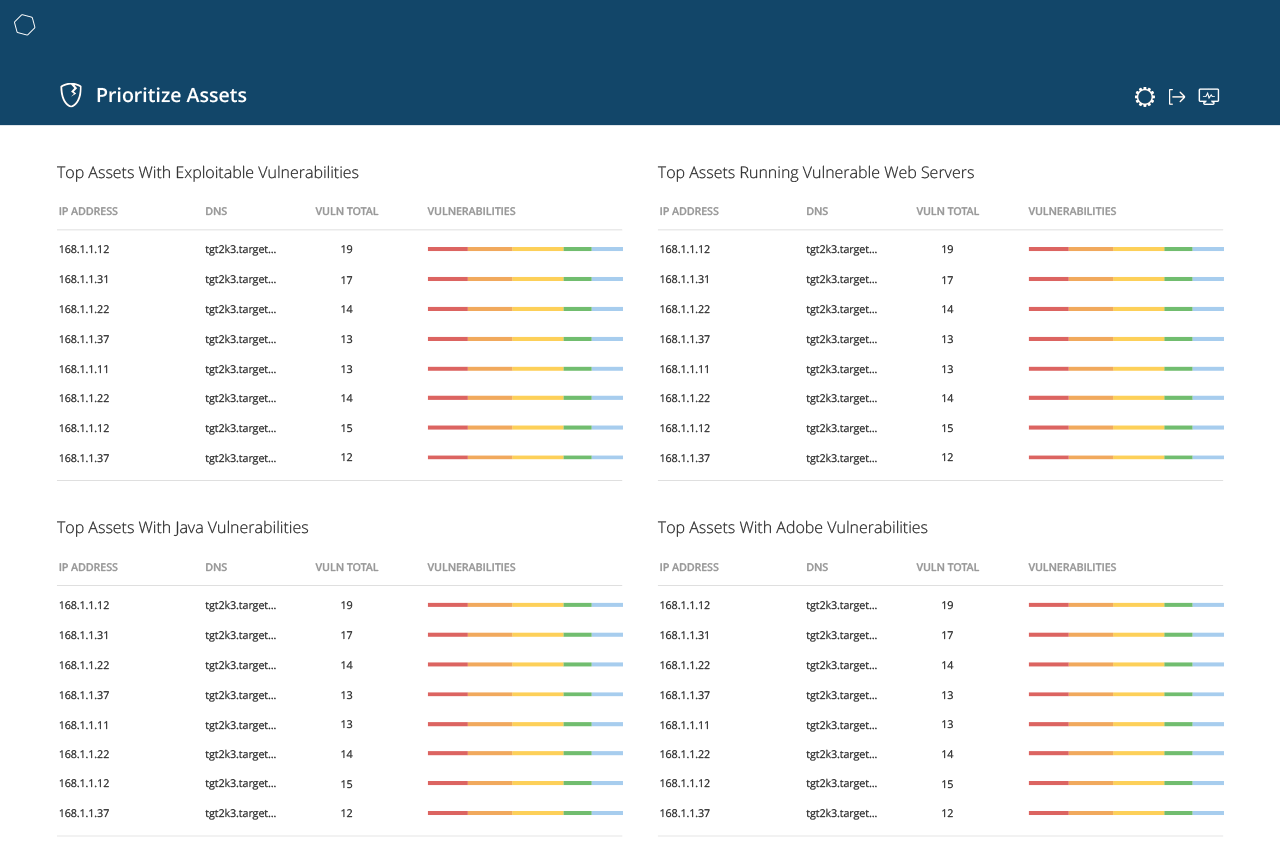 Prioritize Assets
Top Assets With Exploitable Vulnerabilities
IP ADDRESS DNS VULN TOTAL VULNERABILITIES
168.1.1.12 tgt2k3.target... 19
168.1.1.31 tgt2k3.target... 17
168.1.1.22 tgt2k3.target... 14
168.1.1.37 tgt2k3.target... 13
168.1.1.11 tgt2k3.target... 13
168.1.1.22 tgt2k3.target... 14
168.1.1.12 tgt2k3.target... 15
168.1.1.37 tgt2k3.target... 12
Top Assets Running Vulnerable Web Servers
IP ADDRESS DNS VULN TOTAL VULNERABILITIES
168.1.1.12 tgt2k3.target... 19
168.1.1.31 tgt2k3.target... 17
168.1.1.22 tgt2k3.target... 14
168.1.1.37 tgt2k3.target... 13
168.1.1.11 tgt2k3.target... 13
168.1.1.22 tgt2k3.target... 14
168.1.1.12 tgt2k3.target... 15
168.1.1.37 tgt2k3.target... 12
Top Assets With Java Vulnerabilities
IP ADDRESS DNS VULN TOTAL VULNERABILITIES
168.1.1.12 tgt2k3.target... 19
168.1.1.31 tgt2k3.target... 17
168.1.1.22 tgt2k3.target... 14
168.1.1.37 tgt2k3.target... 13
168.1.1.11 tgt2k3.target... 13
168.1.1.22 tgt2k3.target... 14
168.1.1.12 tgt2k3.target... 15
168.1.1.37 tgt2k3.target... 12
Top Assets With Adobe Vulnerabilities
IP ADDRESS DNS VULN TOTAL VULNERABILITIES
168.1.1.12 tgt2k3.target... 19
168.1.1.31 tgt2k3.target... 17
168.1.1.22 tgt2k3.target... 14
168.1.1.37 tgt2k3.target... 13
168.1.1.11 tgt2k3.target... 13
168.1.1.22 tgt2k3.target... 14
168.1.1.12 tgt2k3.target... 15
168.1.1.37 tgt2k3.target... 12